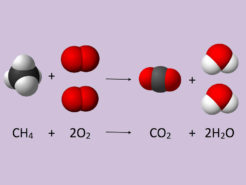 + → +
+
CH₄ + 2O₂ → CO₂ + 2H₂O